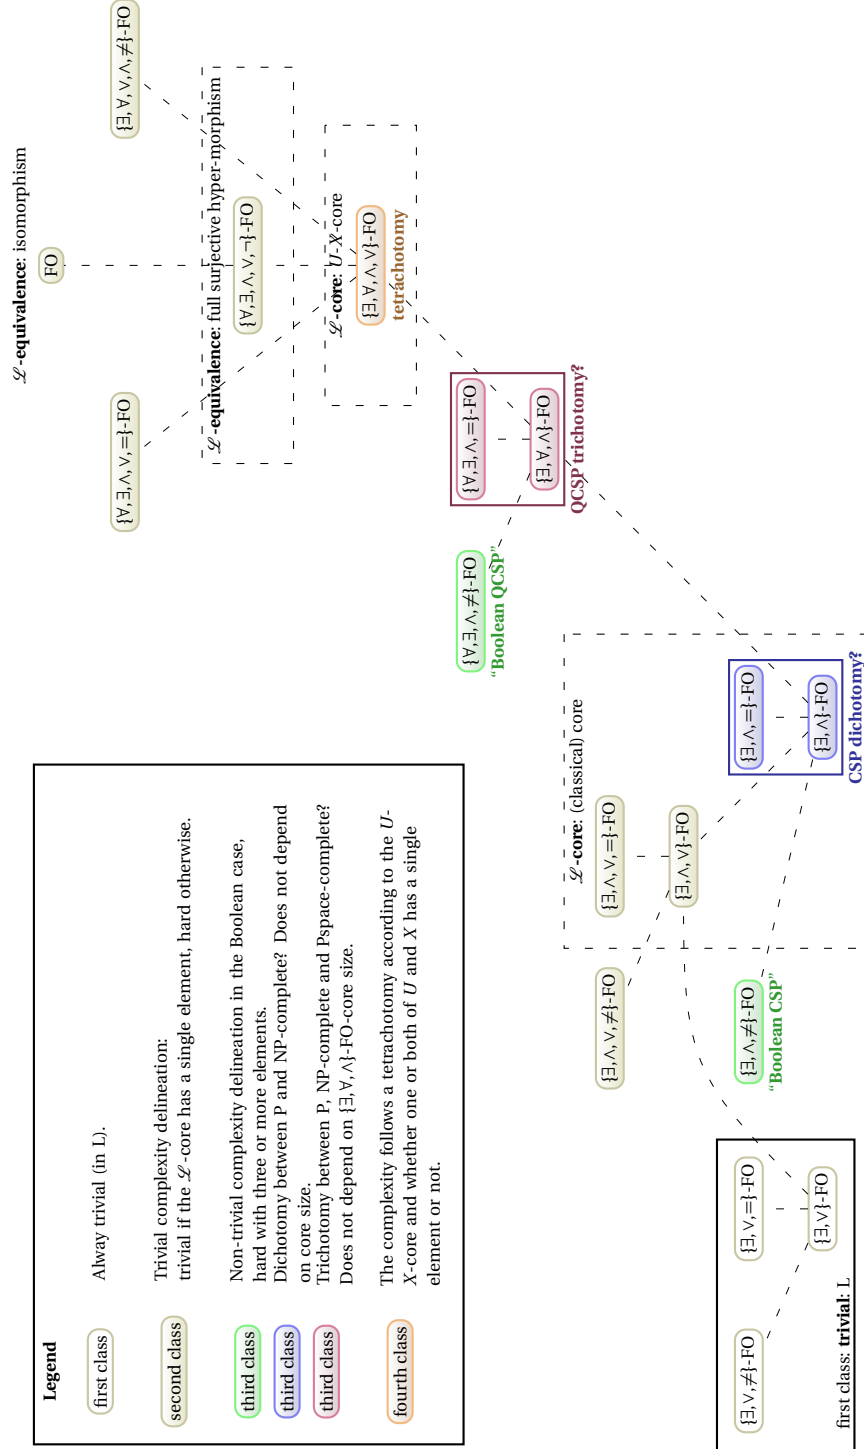 ℒ-equivalence: isomorphism
FO
{∀,∃,∧,∨,=}-FO
{∃,∀,∧,∨,≠}-FO
ℒ-equivalence: full surjective hyper-morphism
{∀,∃,∧,∨,¬}-FO
ℒ-core: U-X-core
{∃,∀,∧,∨}-FO
tetrachotomy
Legend
first class
Alway trivial (in L).
second class
Trivial complexity delineation:
trivial if the ℒ-core has a single element, hard otherwise.
third class
Non-trivial complexity delineation in the Boolean case,
hard with three or more elements.
third class
Dichotomy between P and NP-complete? Does not depend
on core size.
third class
Trichotomy between P, NP-complete and Pspace-complete?
Does not depend on {∃,∀,∧}-FO-core size.
fourth class
The complexity follows a tetrachotomy according to the U-
X-core and whether one or both of U and X has a single
element or not.
{∀,∃,∧,≠}-FO
"Boolean QCSP"
{∀,∃,∧,=}-FO
{∃,∀,∧}-FO
QCSP trichotomy?
ℒ-core: (classical) core
{∃,∧,∨,≠}-FO
{∃,∧,∨,=}-FO
{∃,∧,∨}-FO
{∃,∨,≠}-FO
{∃,∨,=}-FO
{∃,∧,≠}-FO
"Boolean CSP"
{∃,∧,=}-FO
{∃,∨}-FO
{∃,∧}-FO
first class: trivial: L
CSP dichotomy?